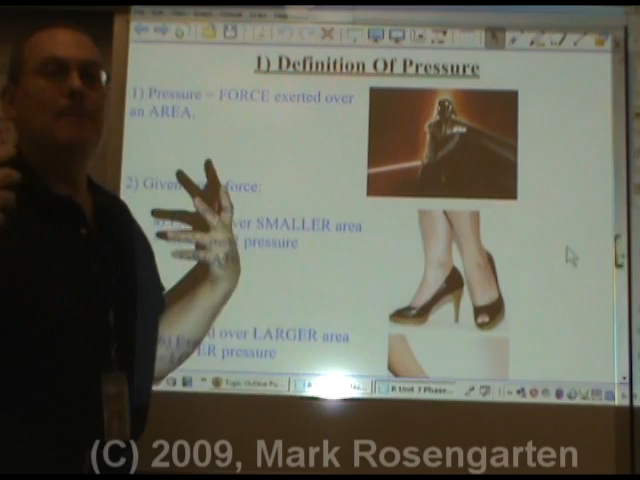 1) Definition Of Pressure
1) Pressure = FORCE exerted over
an AREA.
2) Given force:
over SMALLER area
pressure
over LARGER area
pressure
(C) 2009, Mark Rosengarten